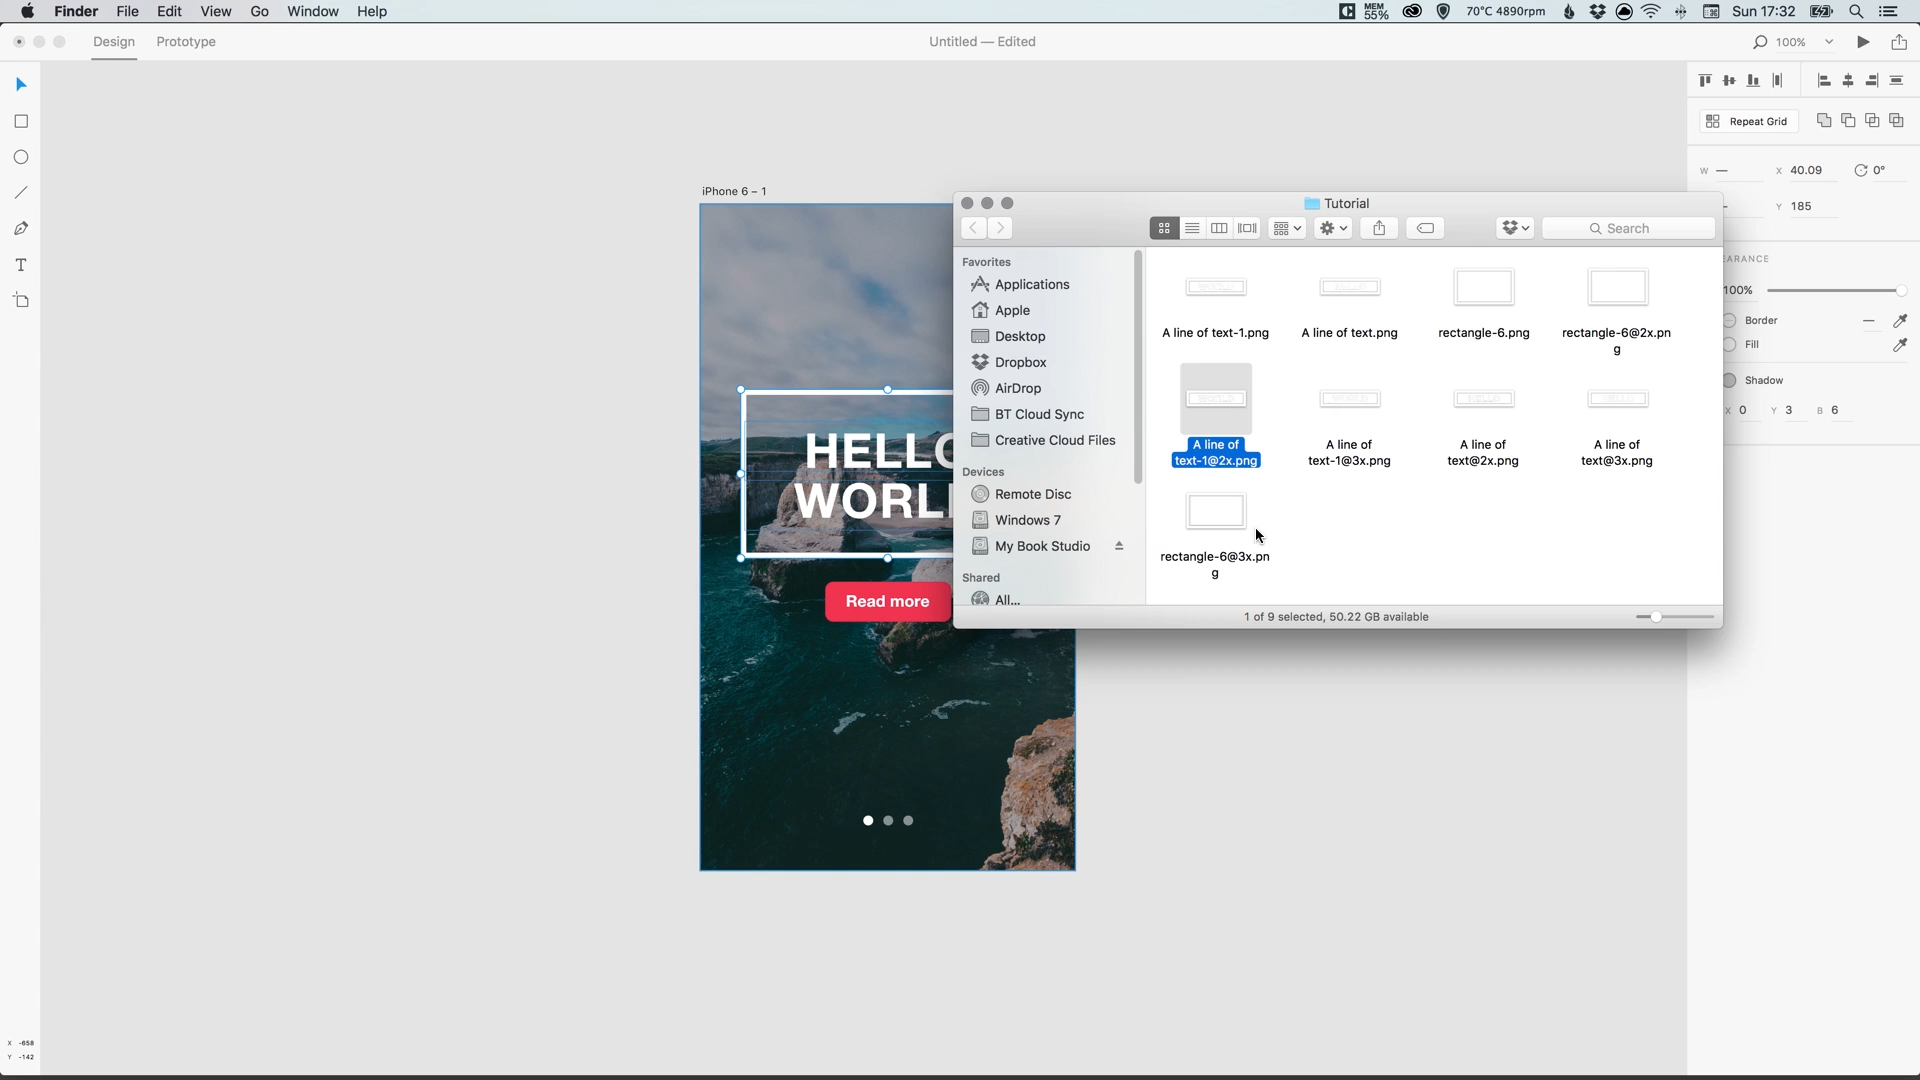 Finder File Edit View Go Window Help
MEM 55% 70°C 4890rpm Sun 17:32
Design Prototype Untitled — Edited 100%
Repeat Grid
W — X 40.09 0°
Y 185
iPhone 6 – 1
Tutorial
Search
EARANCE
100%
Border
Fill
Shadow
X 0 Y 3 B 6
Favorites
Applications
Apple
Desktop
Dropbox
AirDrop
BT Cloud Sync
Creative Cloud Files
Devices
Remote Disc
Windows 7
My Book Studio
Shared
All...
A line of text-1.png
A line of text.png
rectangle-6.png
rectangle-6@2x.pn
g
A line of
text-1@2x.png
A line of
text-1@3x.png
A line of
text@2x.png
A line of
text@3x.png
rectangle-6@3x.pn
g
1 of 9 selected, 50.22 GB available
HELLO
WORL
Read more
X -658
Y -142